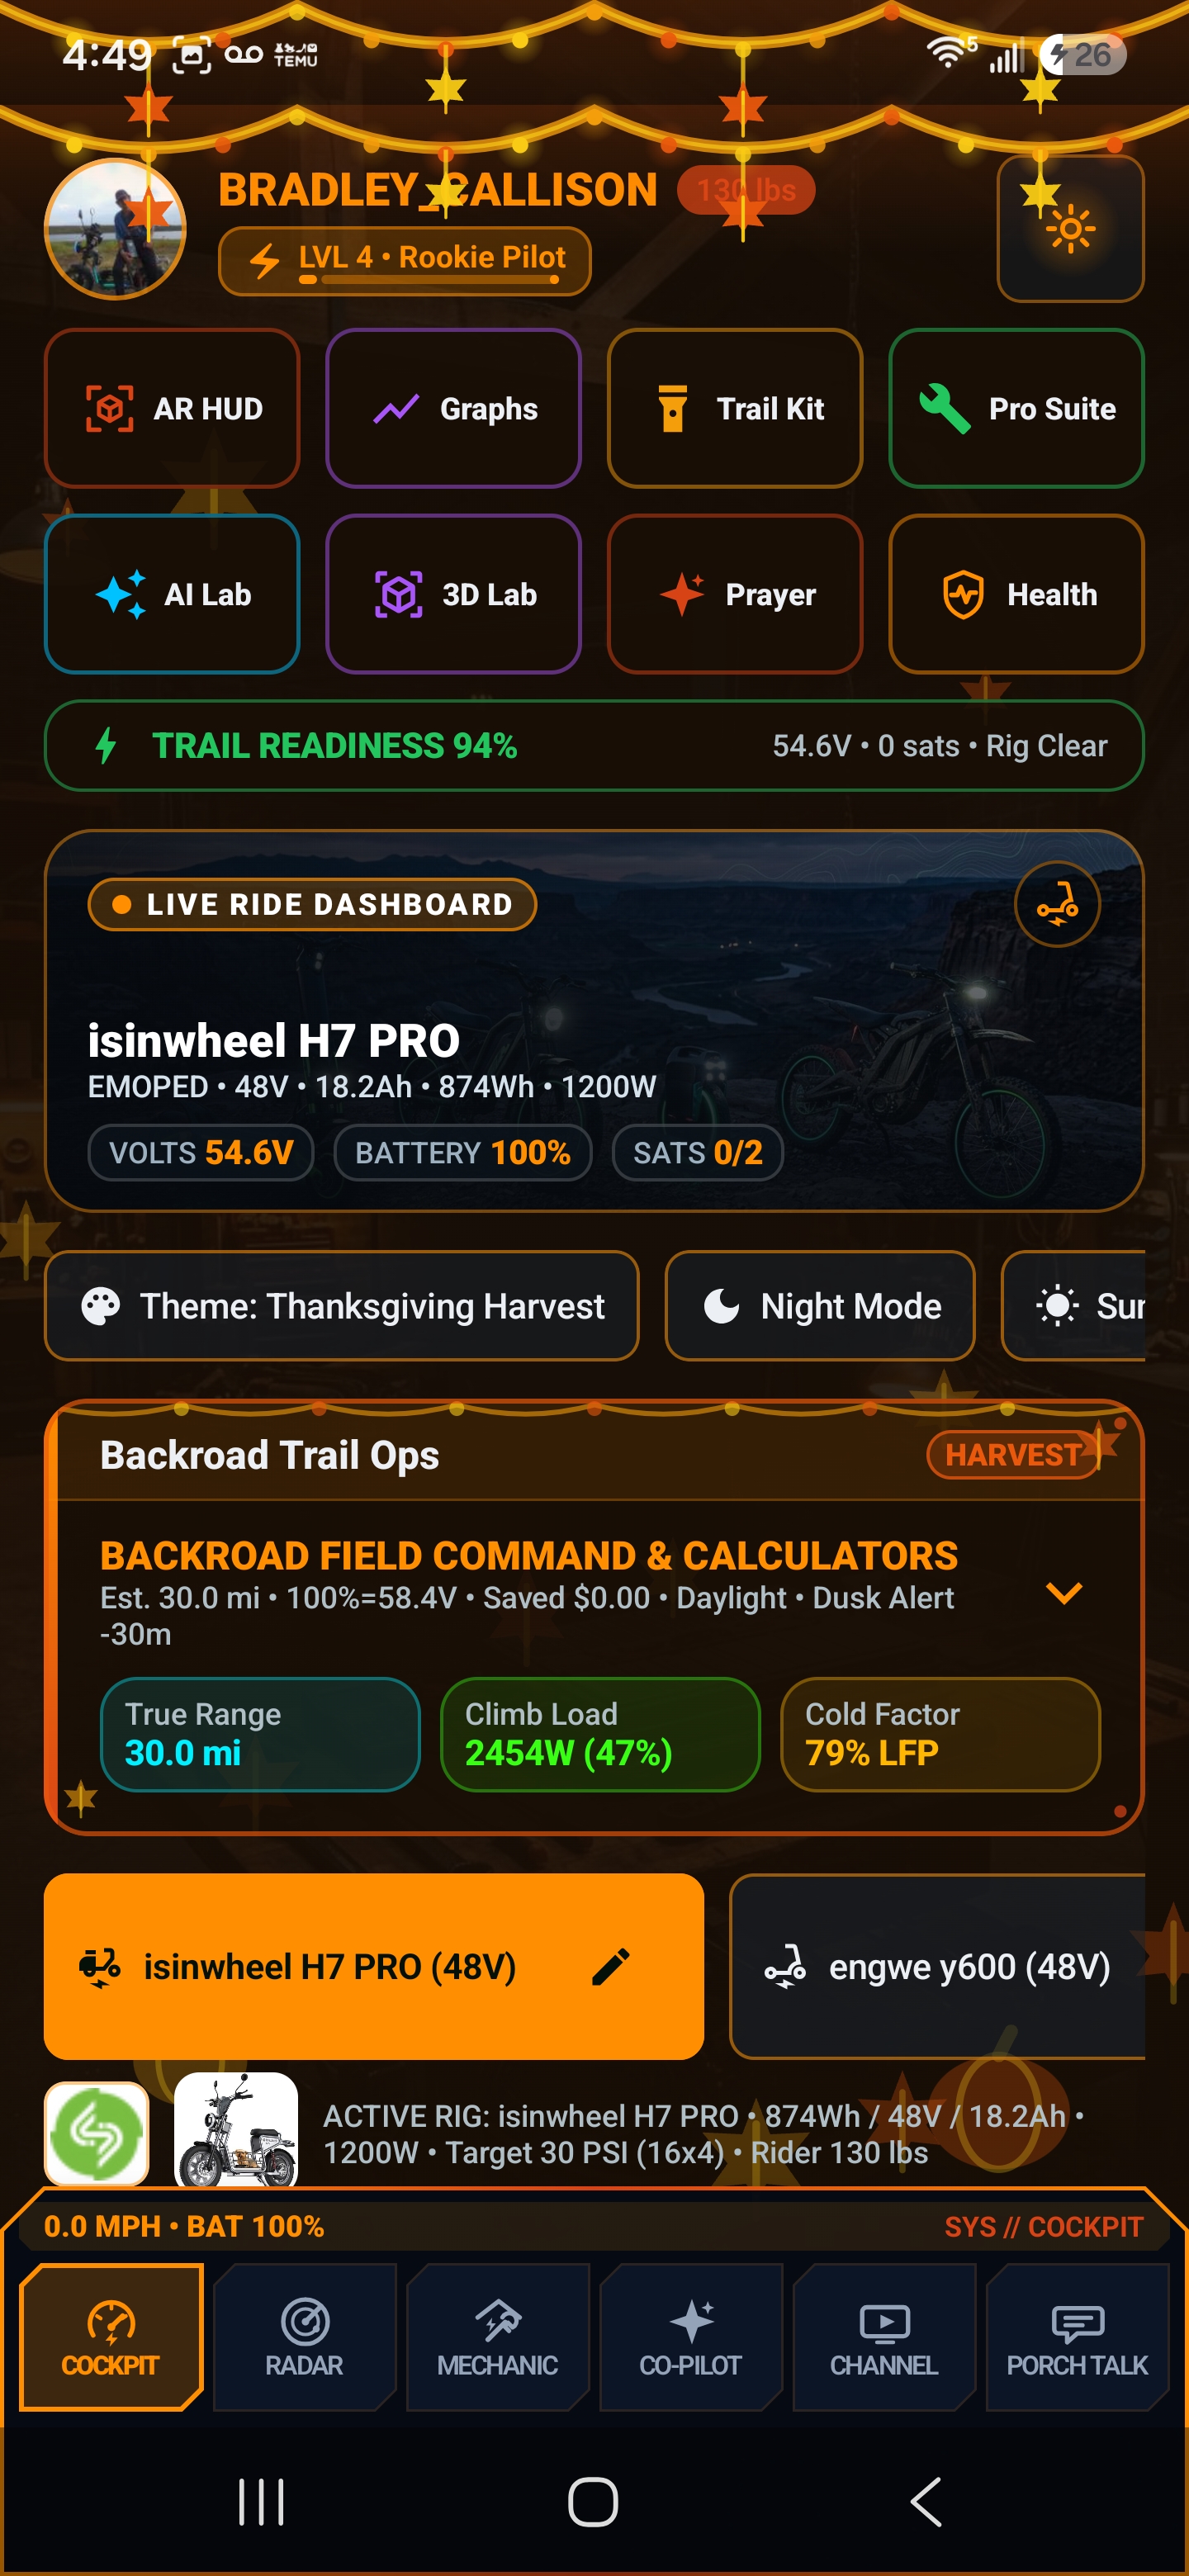 4:49
TEMU
5
26
BRADLEY_CALLISON
130 lbs
LVL 4 • Rookie Pilot
AR HUD
Graphs
Trail Kit
Pro Suite
AI Lab
3D Lab
Prayer
Health
TRAIL READINESS 94%
54.6V • 0 sats • Rig Clear
LIVE RIDE DASHBOARD
isinwheel H7 PRO
EMOPED • 48V • 18.2Ah • 874Wh • 1200W
VOLTS 54.6V
BATTERY 100%
SATS 0/2
Theme: Thanksgiving Harvest
Night Mode
Backroad Trail Ops
HARVEST
BACKROAD FIELD COMMAND & CALCULATORS
Est. 30.0 mi • 100%=58.4V • Saved $0.00 • Daylight • Dusk Alert
-30m
True Range
30.0 mi
Climb Load
2454W (47%)
Cold Factor
79% LFP
isinwheel H7 PRO (48V)
engwe y600 (48V)
ACTIVE RIG: isinwheel H7 PRO • 874Wh / 48V / 18.2Ah •
1200W • Target 30 PSI (16x4) • Rider 130 lbs
0.0 MPH • BAT 100%
SYS // COCKPIT
COCKPIT
RADAR
MECHANIC
CO-PILOT
CHANNEL
PORCH TALK